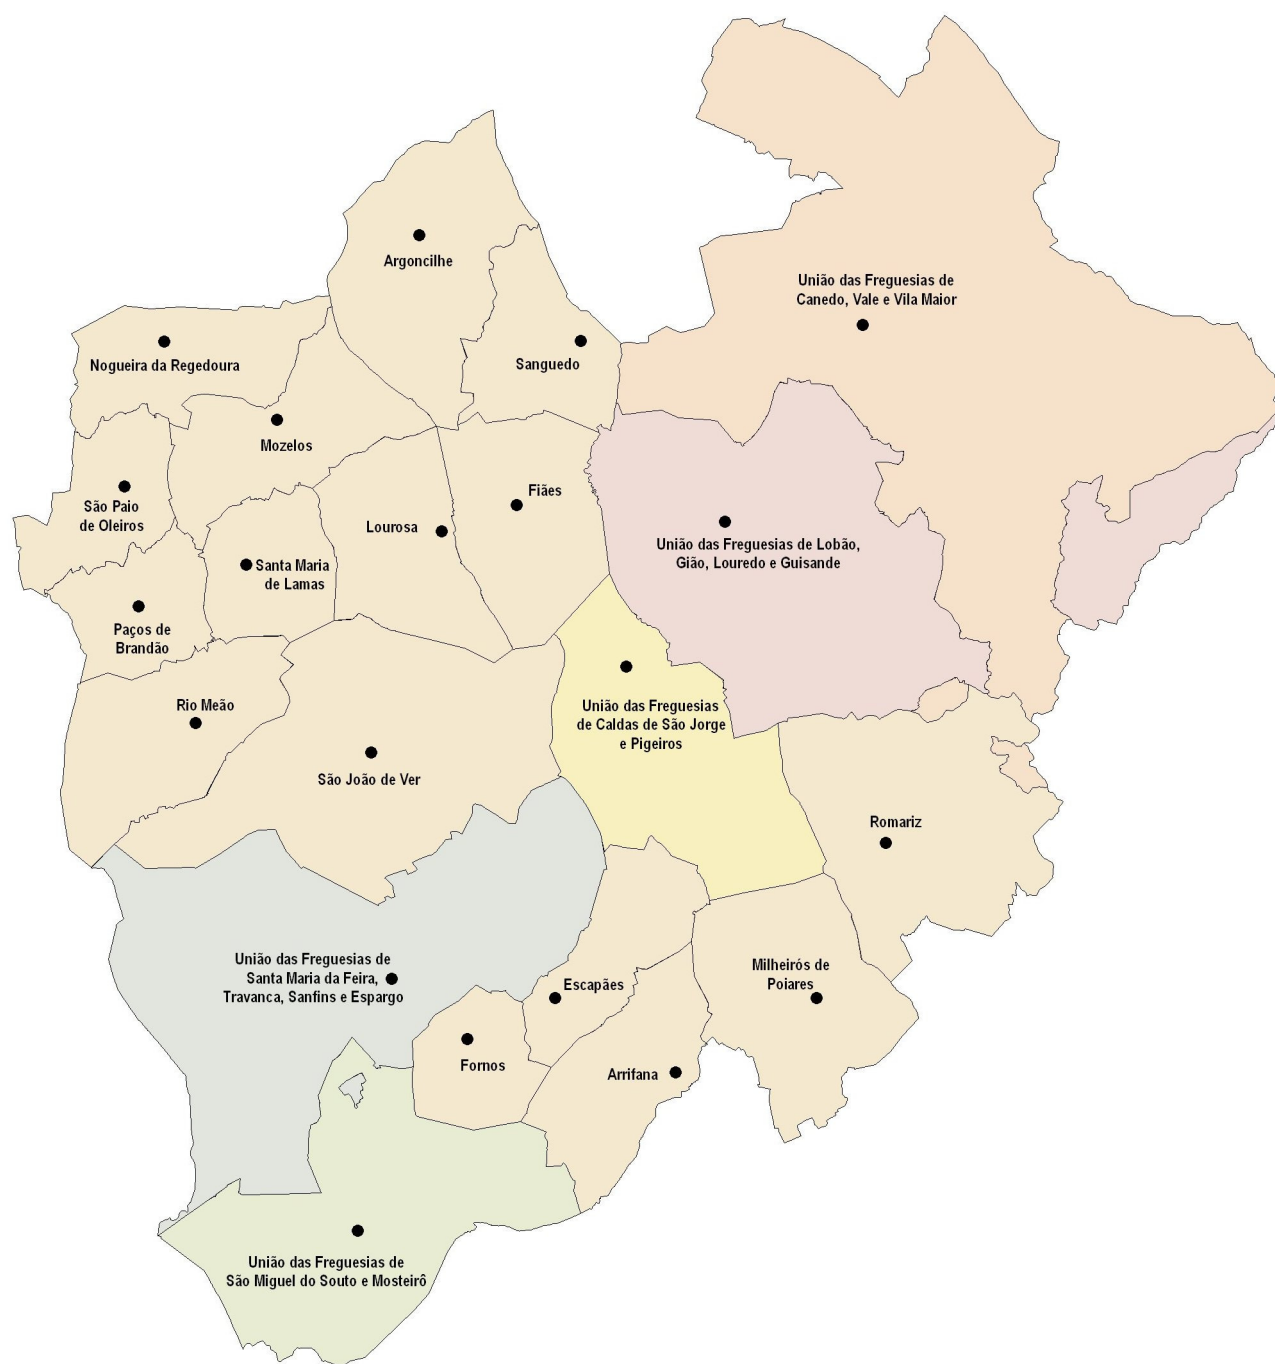 Argoncilhe
União das Freguesias de
Canedo, Vale e Vila Maior
Nogueira da Regedoura
Sanguedo
Mozelos
Fiães
São Paio
de Oleiros
Lourosa
União das Freguesias de Lobão,
Gião, Louredo e Guisande
Santa Maria
de Lamas
Paços de
Brandão
Rio Meão
União das Freguesias
de Caldas de São Jorge
e Pigeiros
São João de Ver
Romariz
União das Freguesias de
Santa Maria da Feira,
Travanca, Sanfins e Espargo
Milheirós de
Poiares
Escapães
Fornos
Arrifana
União das Freguesias de
São Miguel do Souto e Mosteirô